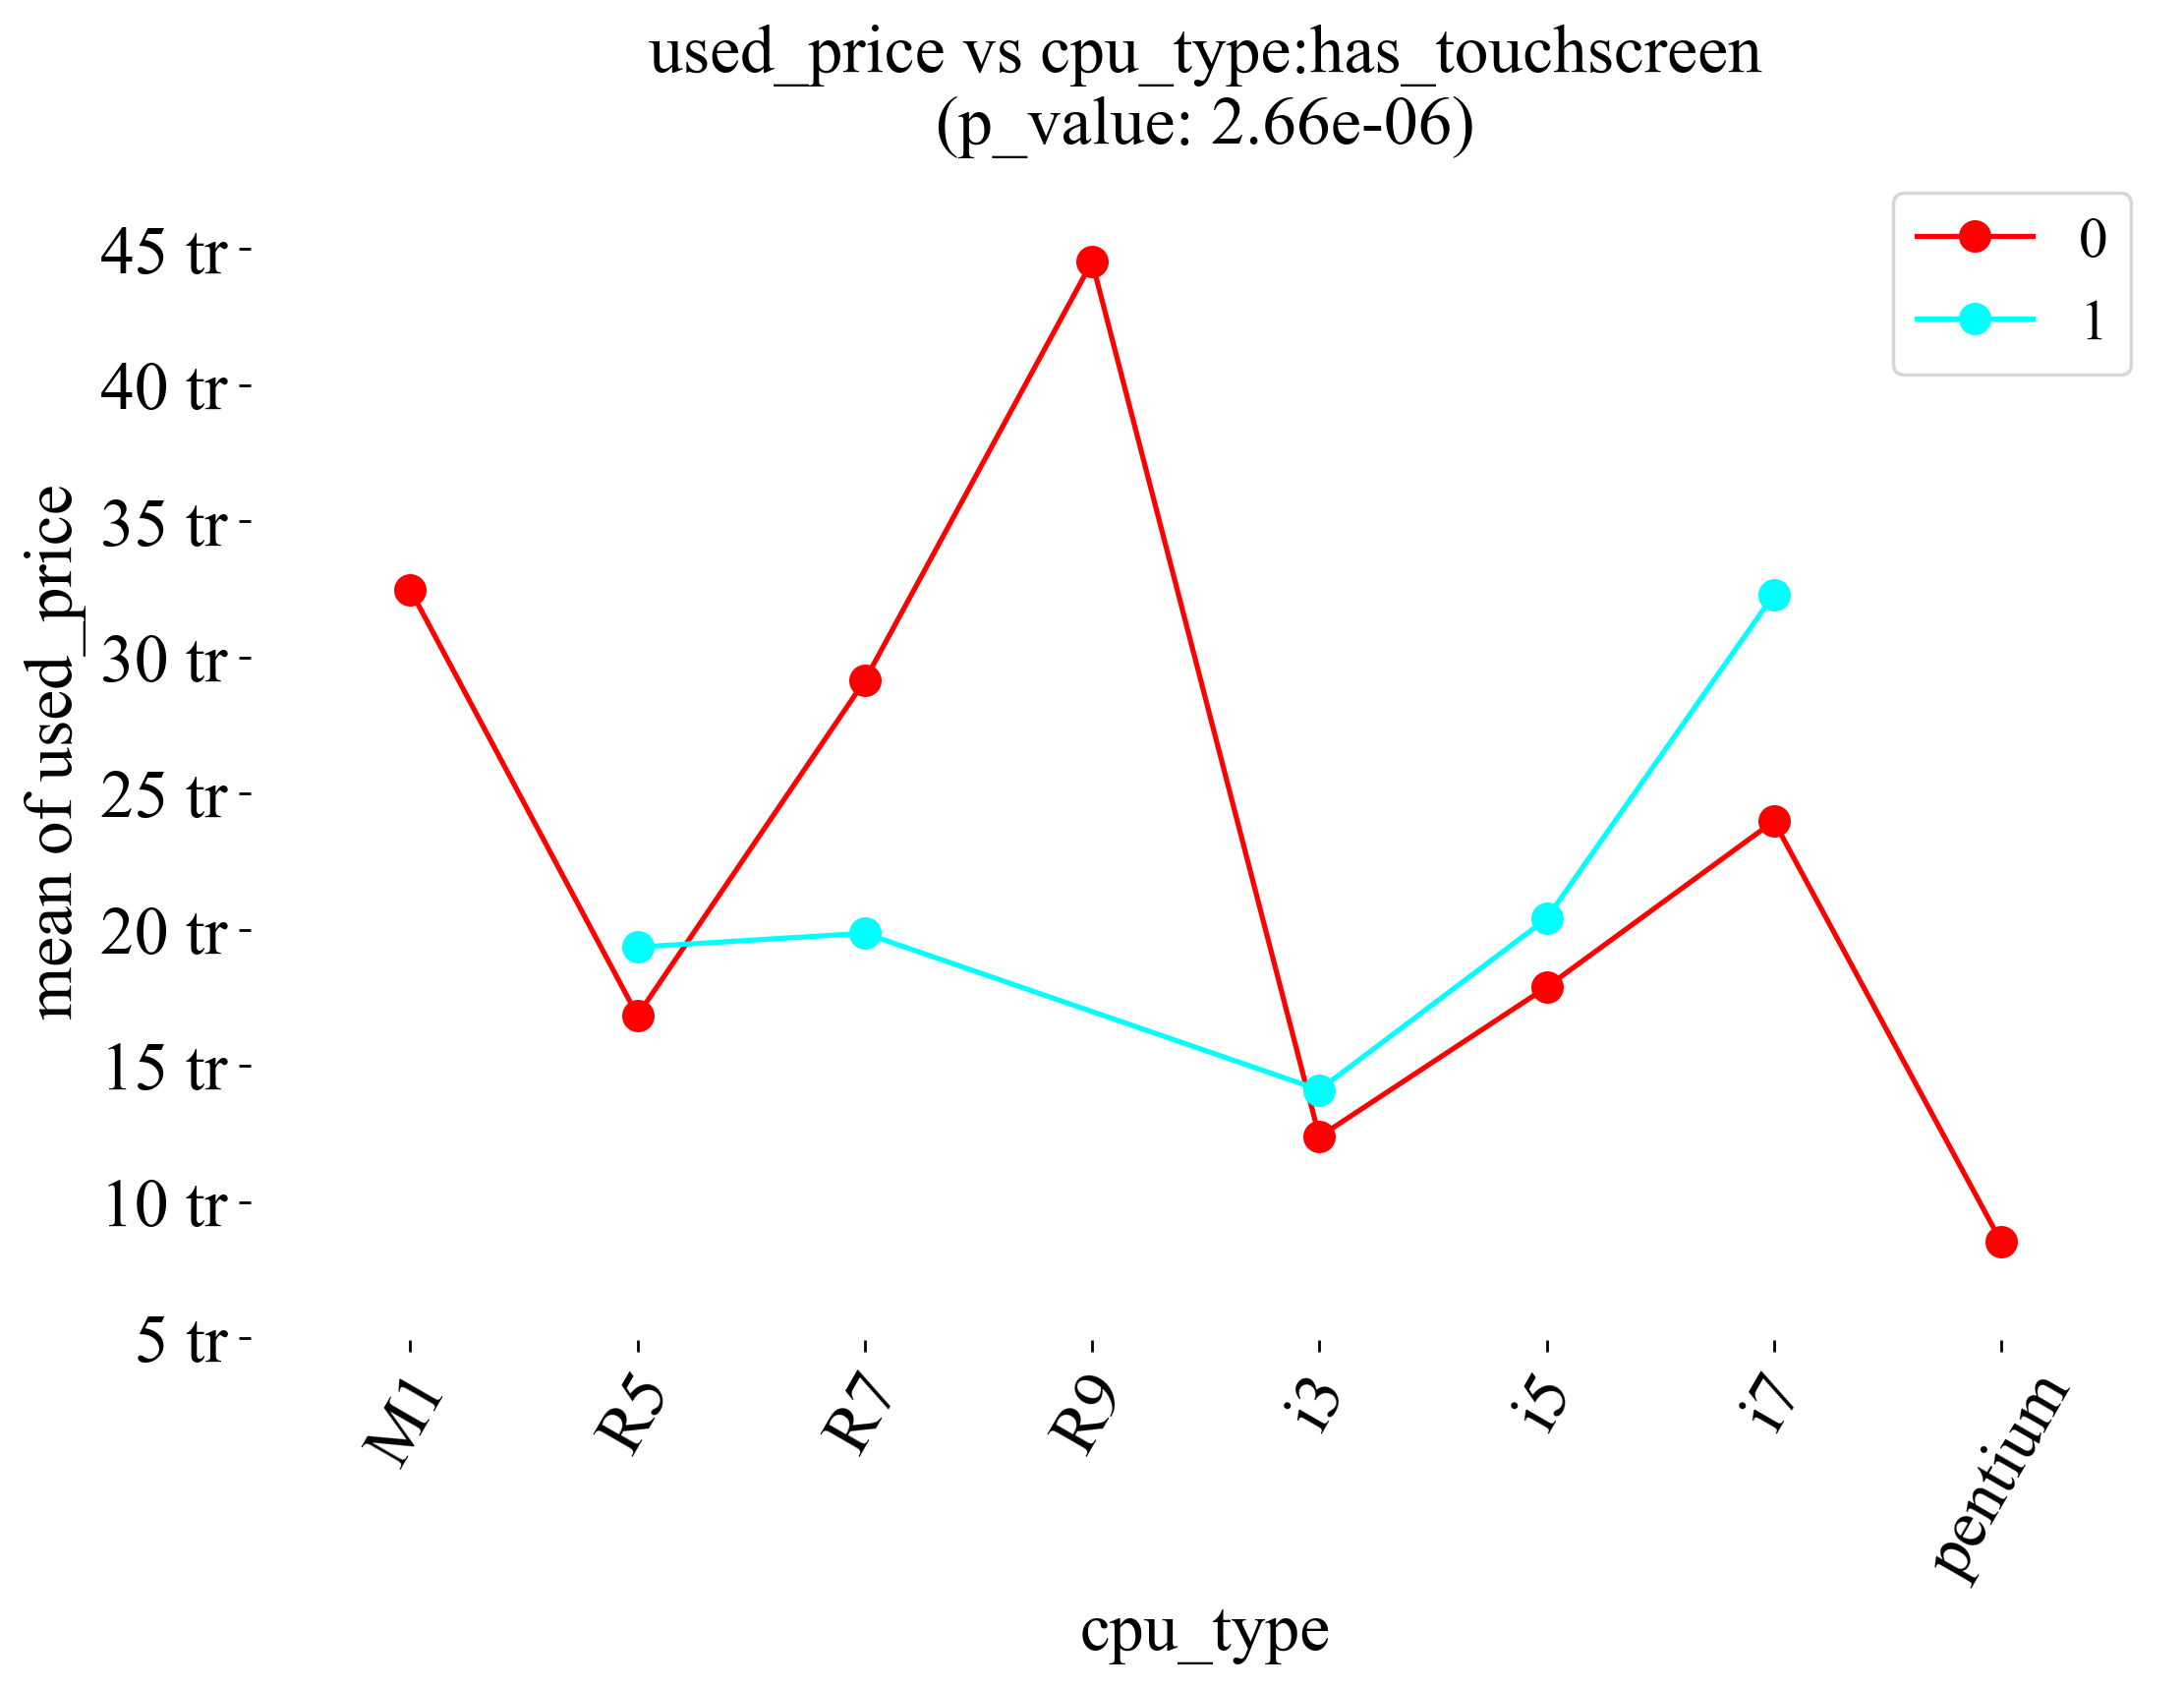 used_price vs cpu_type:has_touchscreen
(p_value: 2.66e-06)
0
1
45 tr
40 tr
35 tr
30 tr
25 tr
20 tr
15 tr
10 tr
5 tr
mean of used_price
M1
R5
R7
R9
i3
i5
i7
pentium
cpu_type